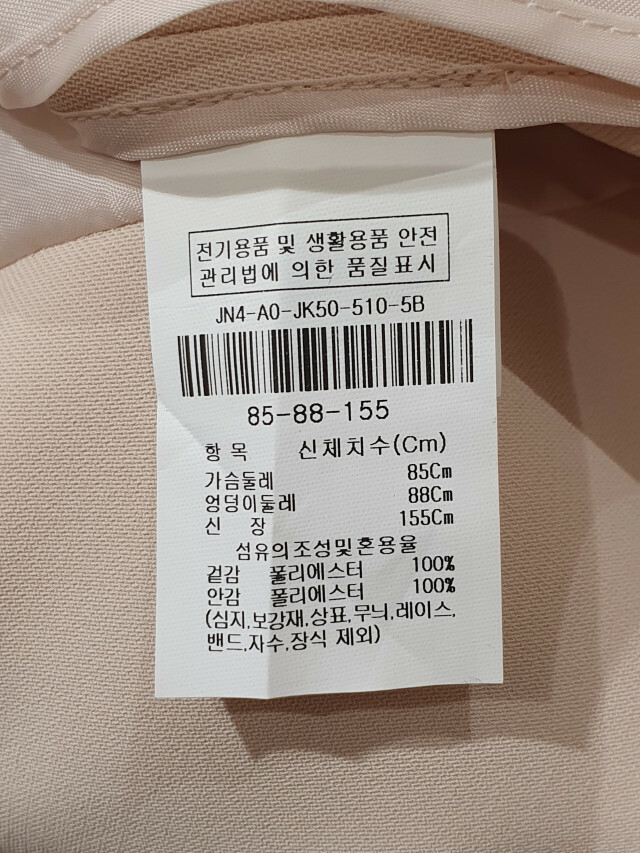 전기용품 및 생활용품 안전
관리법에 의한 품질표시
JN4-A0-JK50-510-5B
85-88-155
항 목 신체치수(Cm)
가슴둘레 85Cm
엉덩이둘레 88Cm
신 장 155Cm
섬유의조성및혼용율
겉감 폴리에스터 100%
안감 폴리에스터 100%
(심지,보강재,상표,무늬,레이스,
밴드,자수,장식 제외)